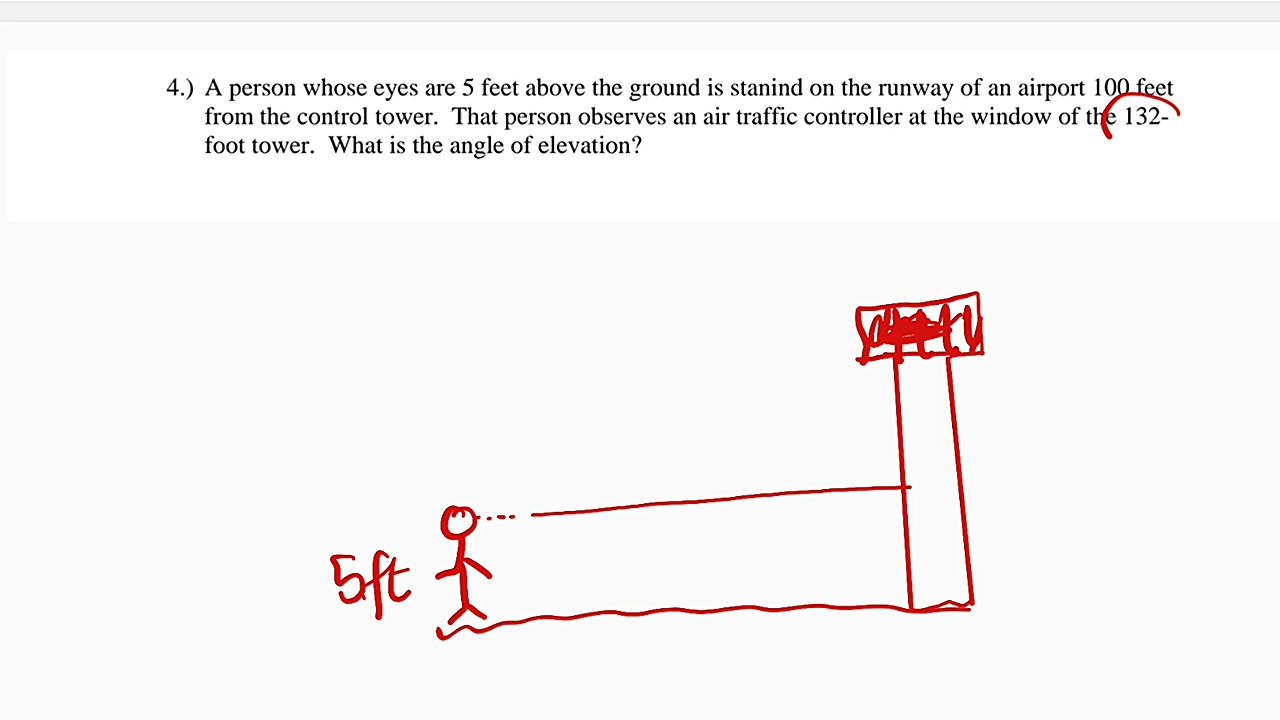 4.) A person whose eyes are 5 feet above the ground is stanind on the runway of an airport 100 feet
from the control tower. That person observes an air traffic controller at the window of the 132-
foot tower. What is the angle of elevation?
5ft